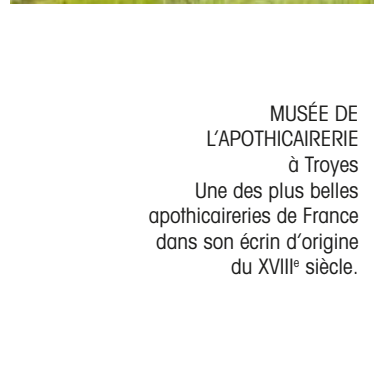 MUSÉE DE
L’APOTHICAIRERIE
à Troyes
Une des plus belles
apothicaireries de France
dans son écrin d’origine
du XVIIIᵉ siècle.